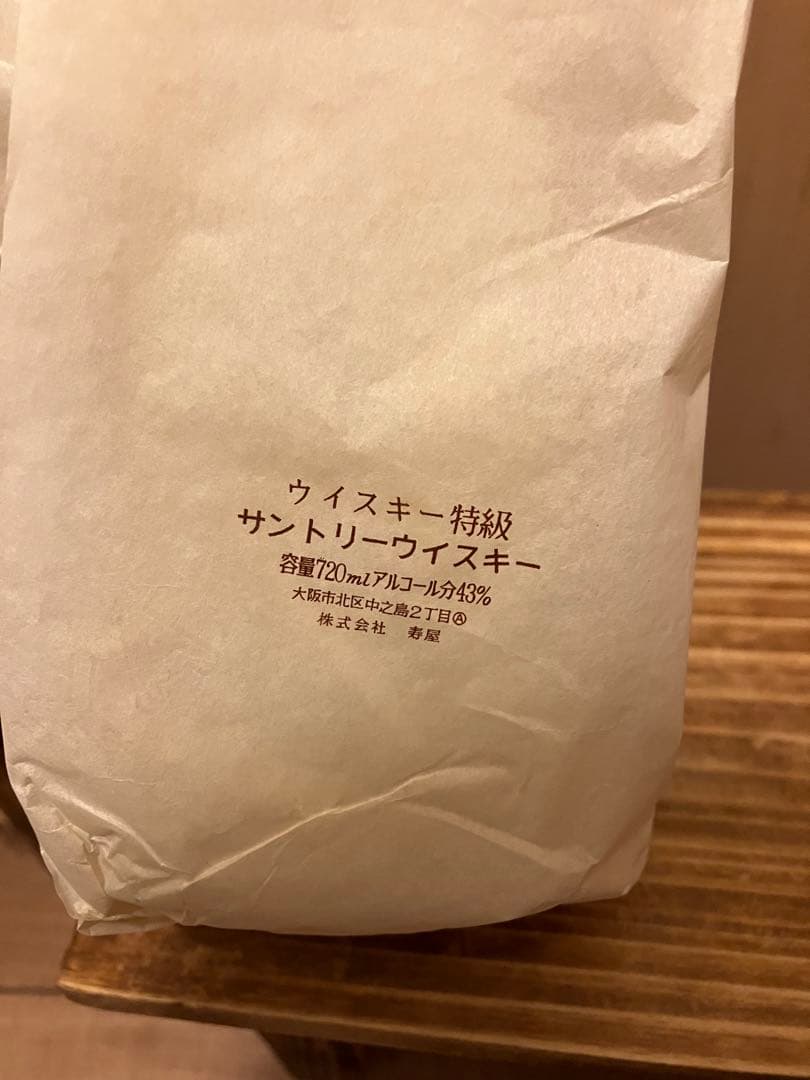 ウイスキー特級
サントリーウイスキー
容量720mlアルコール分43%
大阪市北区中之島2丁目Ⓐ
株式会社 寿屋